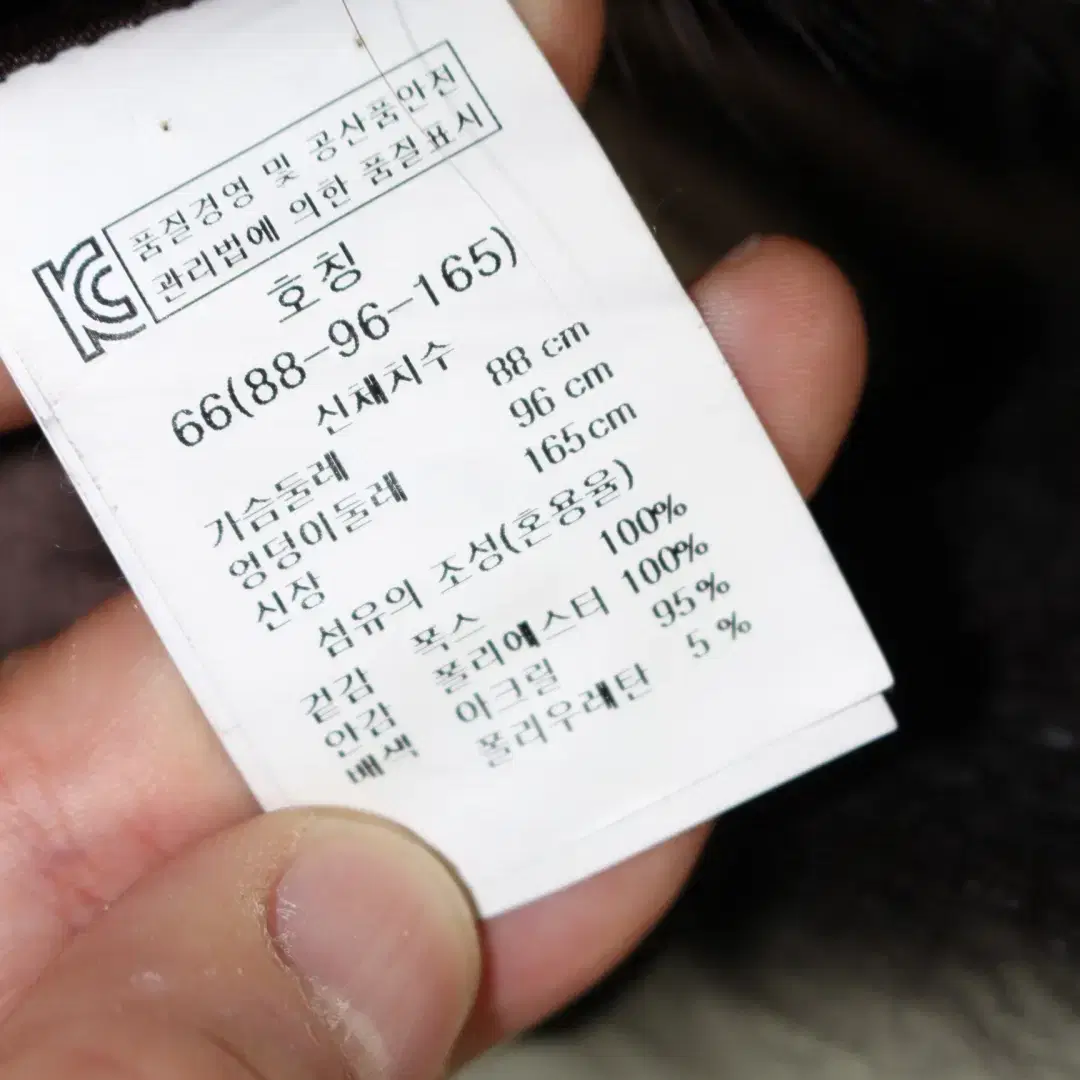 KC
품질경영 및 공산품안전
관리법에 의한 품질표시
호칭
66(88-96-165)
신체치수
가슴둘레 88 cm
엉덩이둘레 96 cm
신장 165cm
섬유의 조성(혼용율)
겉감 폭스 100%
안감 폴리에스터 100%
배색 아크릴 95%
폴리우레탄 5 %